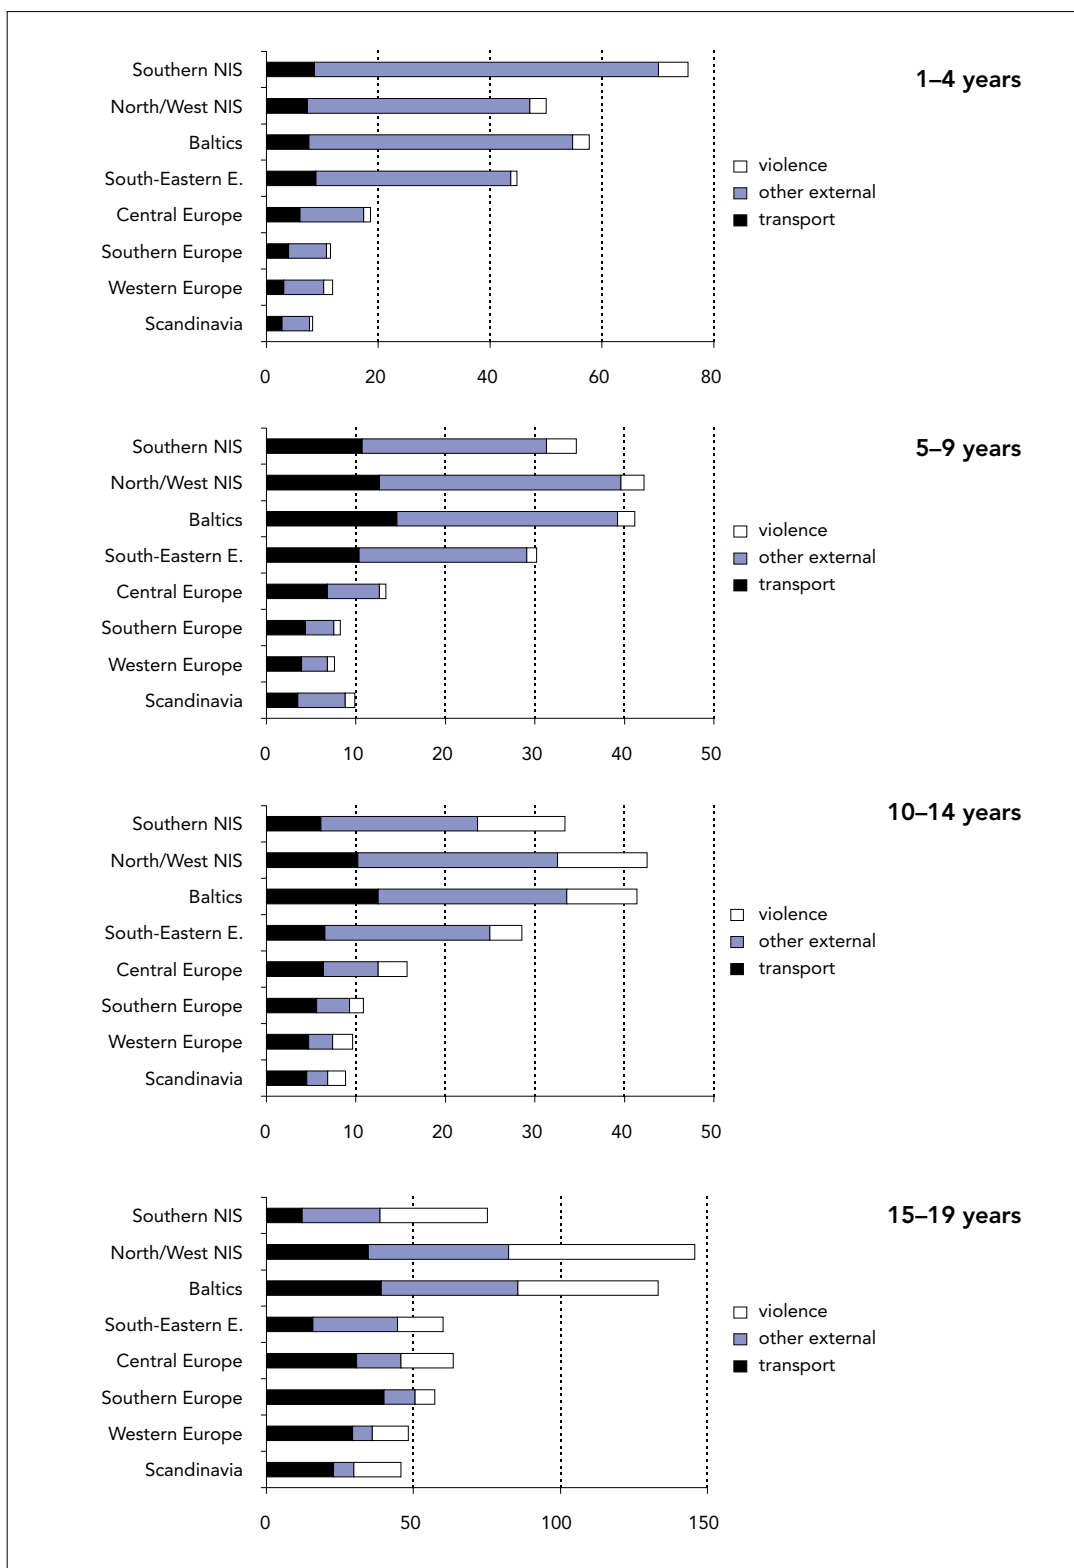 1–4 years
Southern NIS
North/West NIS
Baltics
South-Eastern E.
Central Europe
Southern Europe
Western Europe
Scandinavia
violence
other external
transport
0 20 40 60 80
5–9 years
Southern NIS
North/West NIS
Baltics
South-Eastern E.
Central Europe
Southern Europe
Western Europe
Scandinavia
violence
other external
transport
0 10 20 30 40 50
10–14 years
Southern NIS
North/West NIS
Baltics
South-Eastern E.
Central Europe
Southern Europe
Western Europe
Scandinavia
violence
other external
transport
0 10 20 30 40 50
15–19 years
Southern NIS
North/West NIS
Baltics
South-Eastern E.
Central Europe
Southern Europe
Western Europe
Scandinavia
violence
other external
transport
0 50 100 150